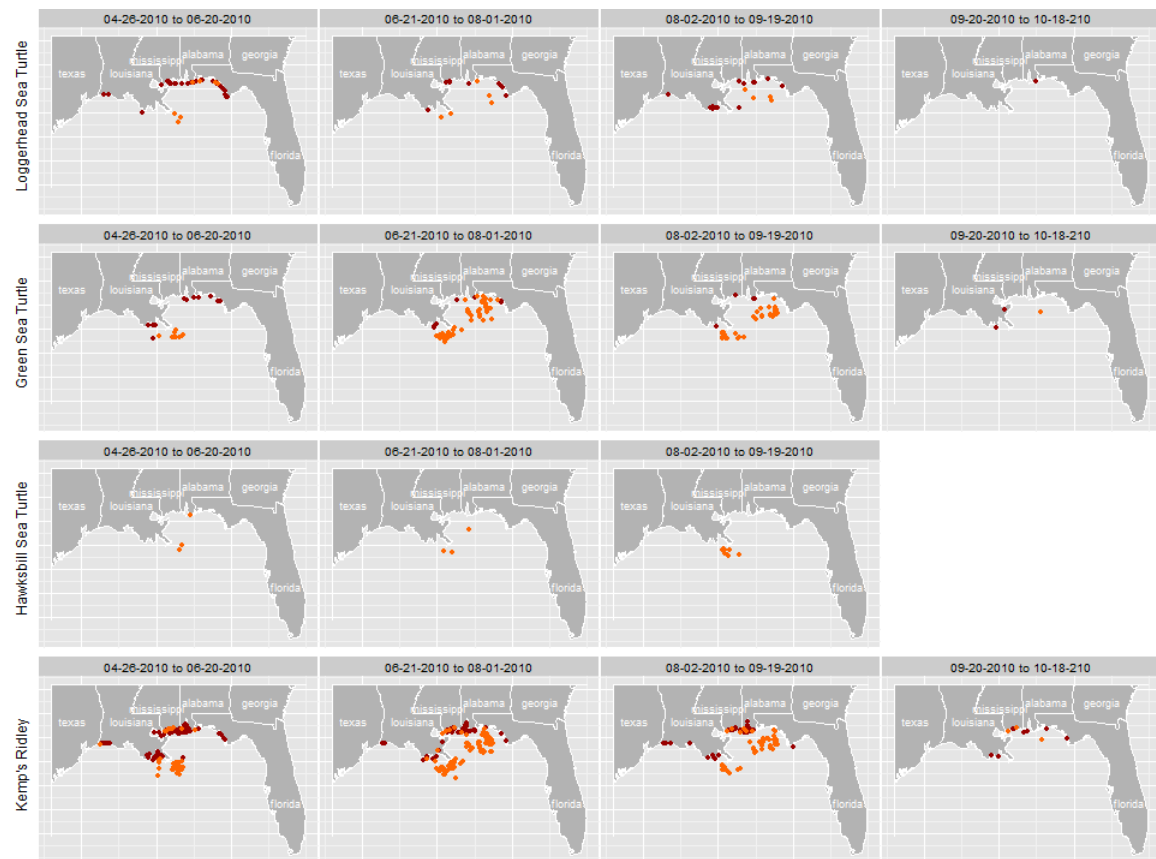 04-26-2010 to 06-20-2010 06-21-2010 to 08-01-2010 08-02-2010 to 09-19-2010 09-20-2010 to 10-18-210
Loggerhead Sea Turtle
texas louisiana mississippi alabama georgia florida
texas louisiana mississippi alabama georgia florida
texas louisiana mississippi alabama georgia florida
texas louisiana mississippi alabama georgia florida
04-26-2010 to 06-20-2010 06-21-2010 to 08-01-2010 08-02-2010 to 09-19-2010 09-20-2010 to 10-18-210
Green Sea Turtle
texas louisiana mississippi alabama georgia florida
texas louisiana mississippi alabama georgia florida
texas louisiana mississippi alabama georgia florida
texas louisiana mississippi alabama georgia florida
04-26-2010 to 06-20-2010 06-21-2010 to 08-01-2010 08-02-2010 to 09-19-2010
Hawksbill Sea Turtle
texas louisiana mississippi alabama georgia florida
texas louisiana mississippi alabama georgia florida
texas louisiana mississippi alabama georgia florida
04-26-2010 to 06-20-2010 06-21-2010 to 08-01-2010 08-02-2010 to 09-19-2010 09-20-2010 to 10-18-210
Kemp's Ridley
texas louisiana mississippi alabama georgia florida
texas louisiana mississippi alabama georgia florida
texas louisiana mississippi alabama georgia florida
texas louisiana mississippi alabama georgia florida